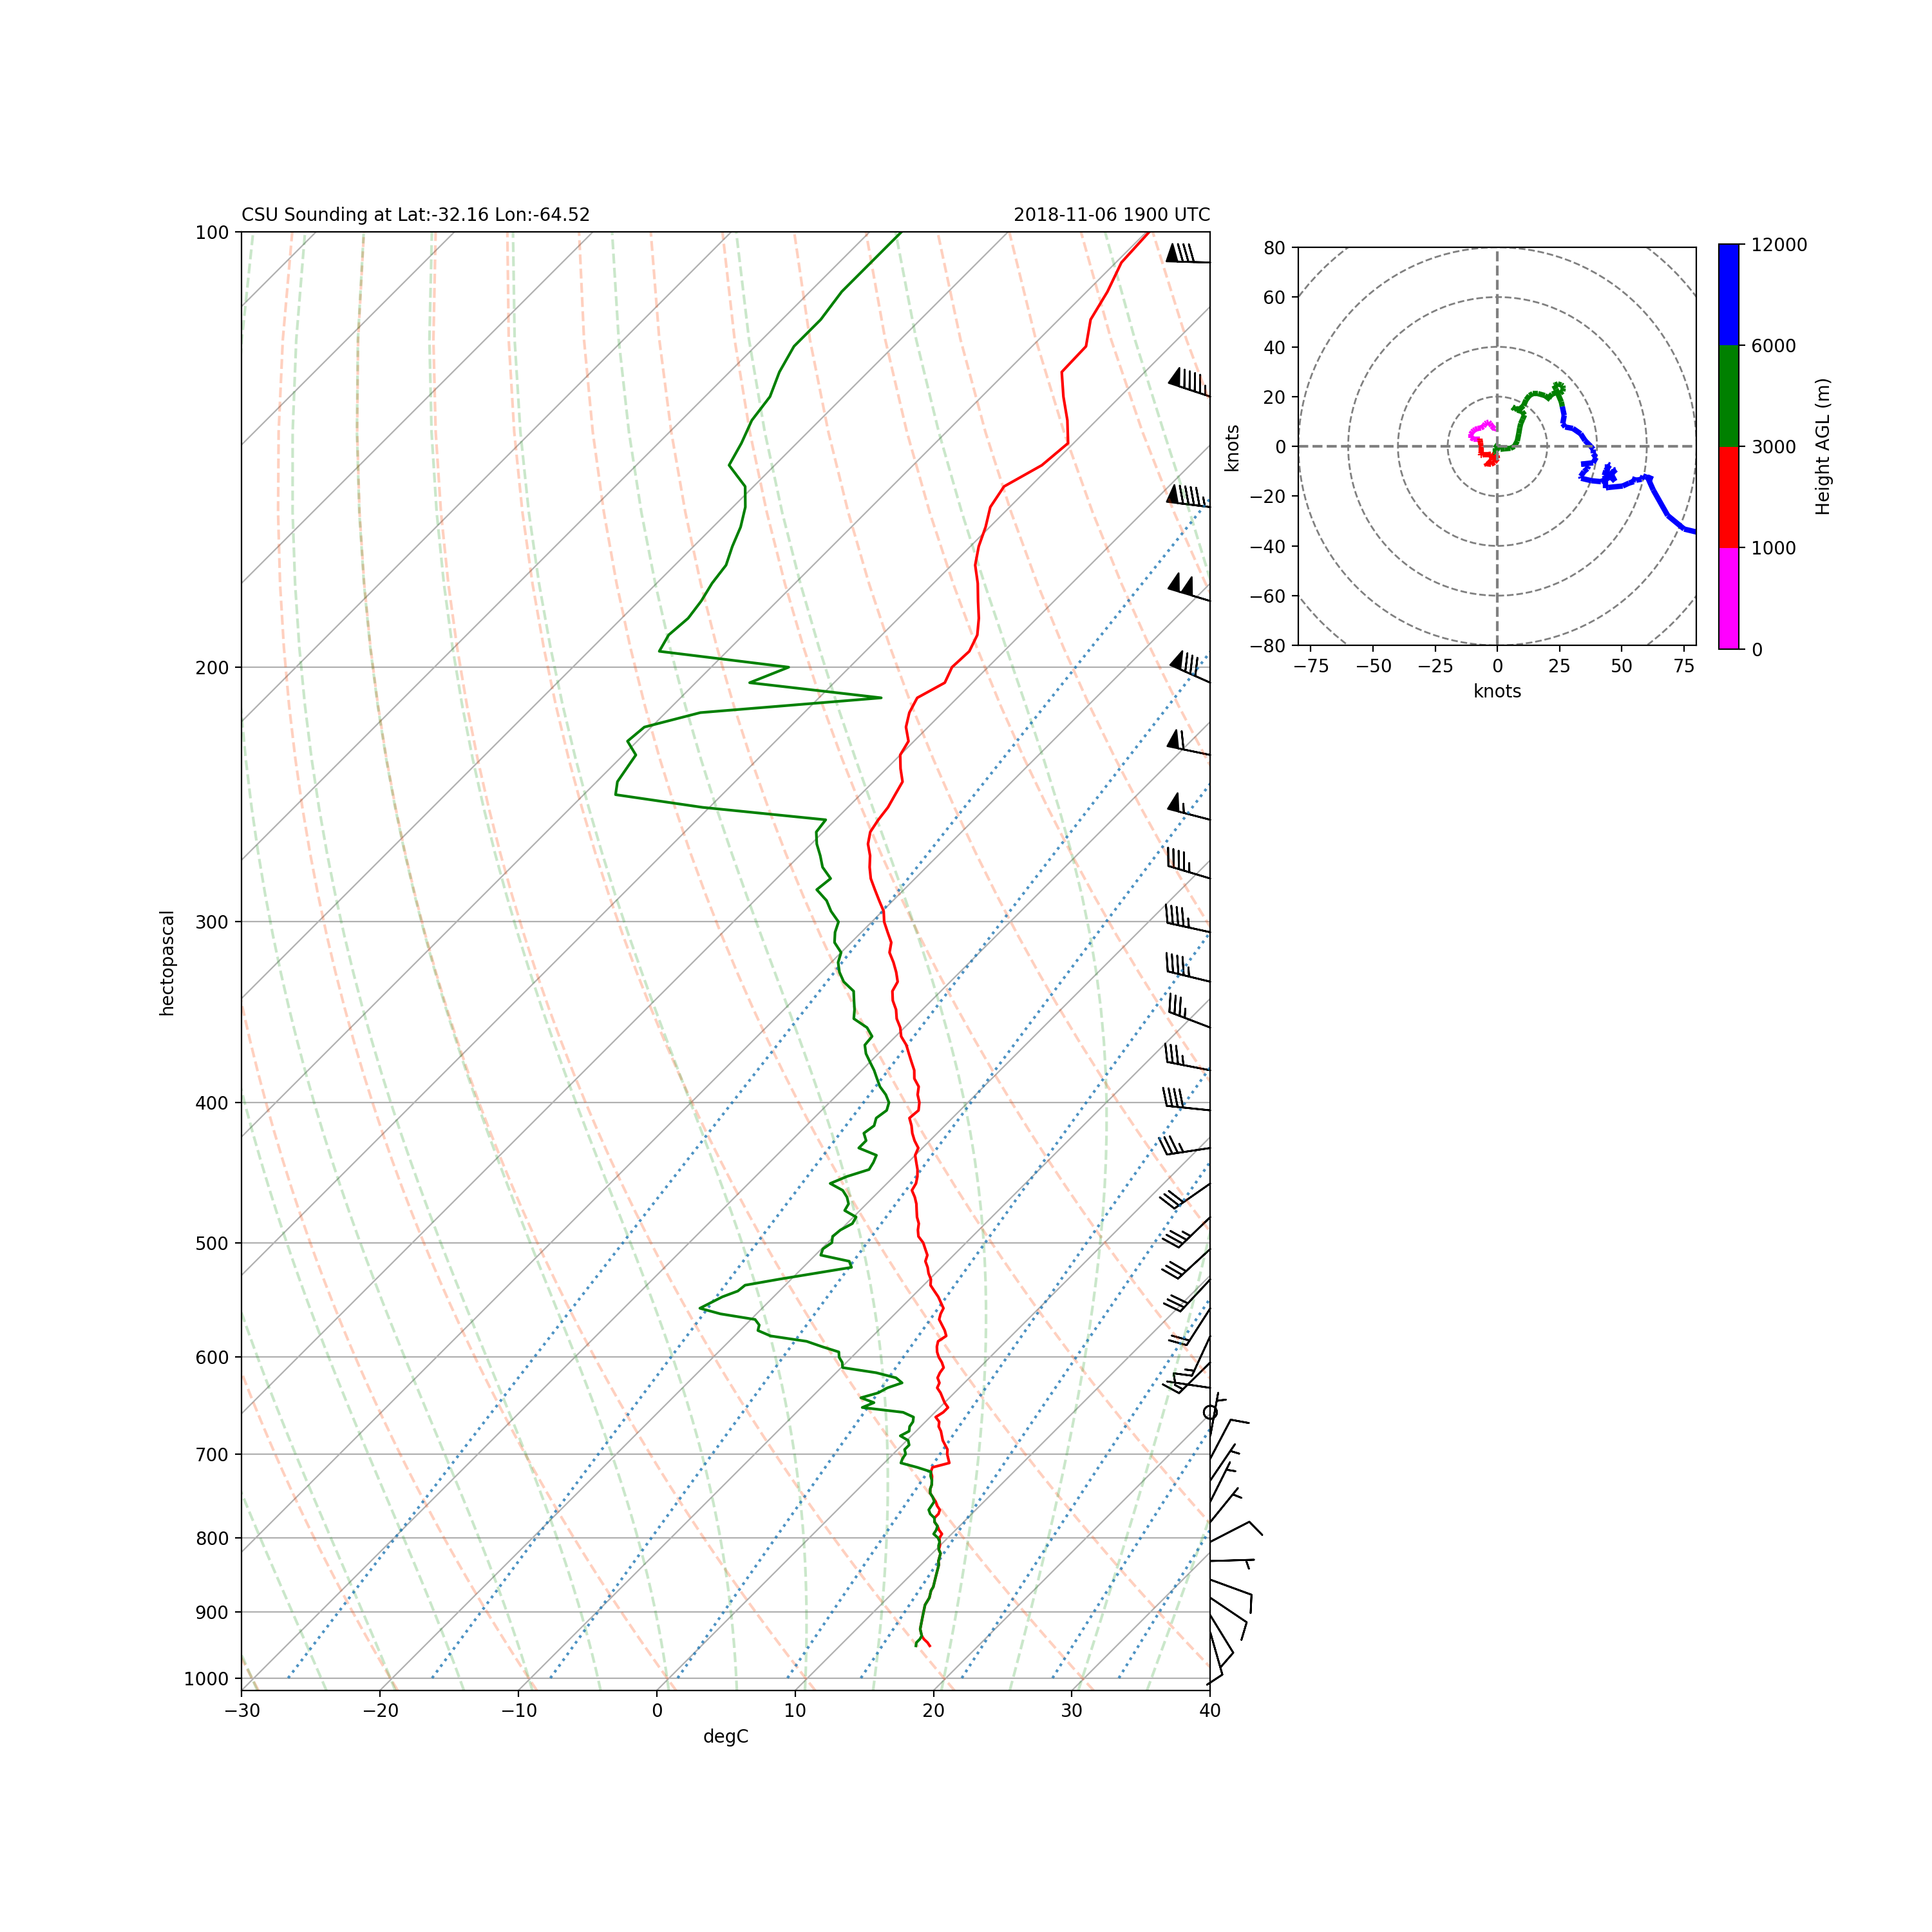 CSU Sounding at Lat:-32.16 Lon:-64.52
2018-11-06 1900 UTC
100
200
300
400
500
600
700
800
900
1000
hectopascal
−30 −20 −10 0 10 20 30 40
degC
80
60
40
20
0
−20
−40
−60
−80
knots
−75 −50 −25 0 25 50 75
knots
12000
6000
3000
1000
0
Height AGL (m)